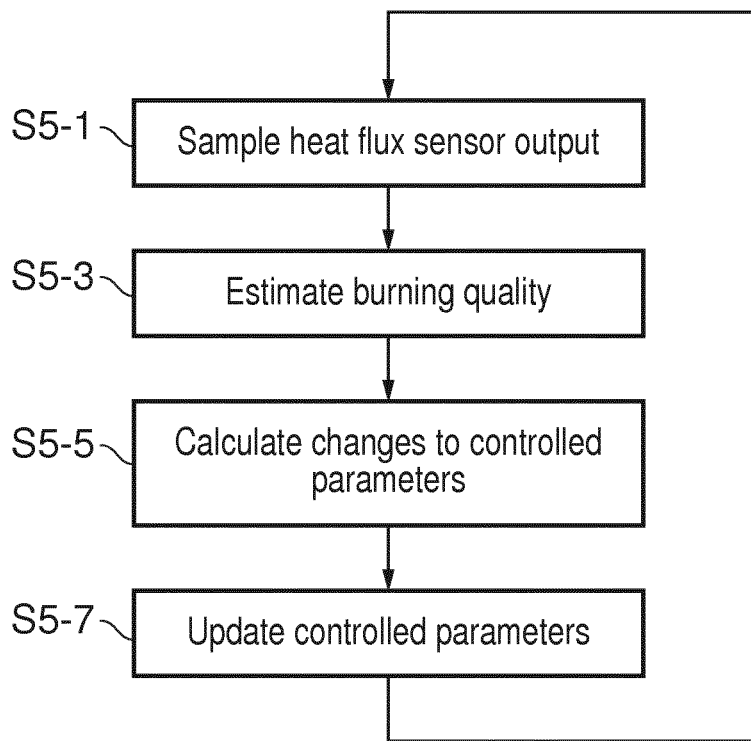 S5-1
Sample heat flux sensor output
S5-3
Estimate burning quality
S5-5
Calculate changes to controlled
parameters
S5-7
Update controlled parameters